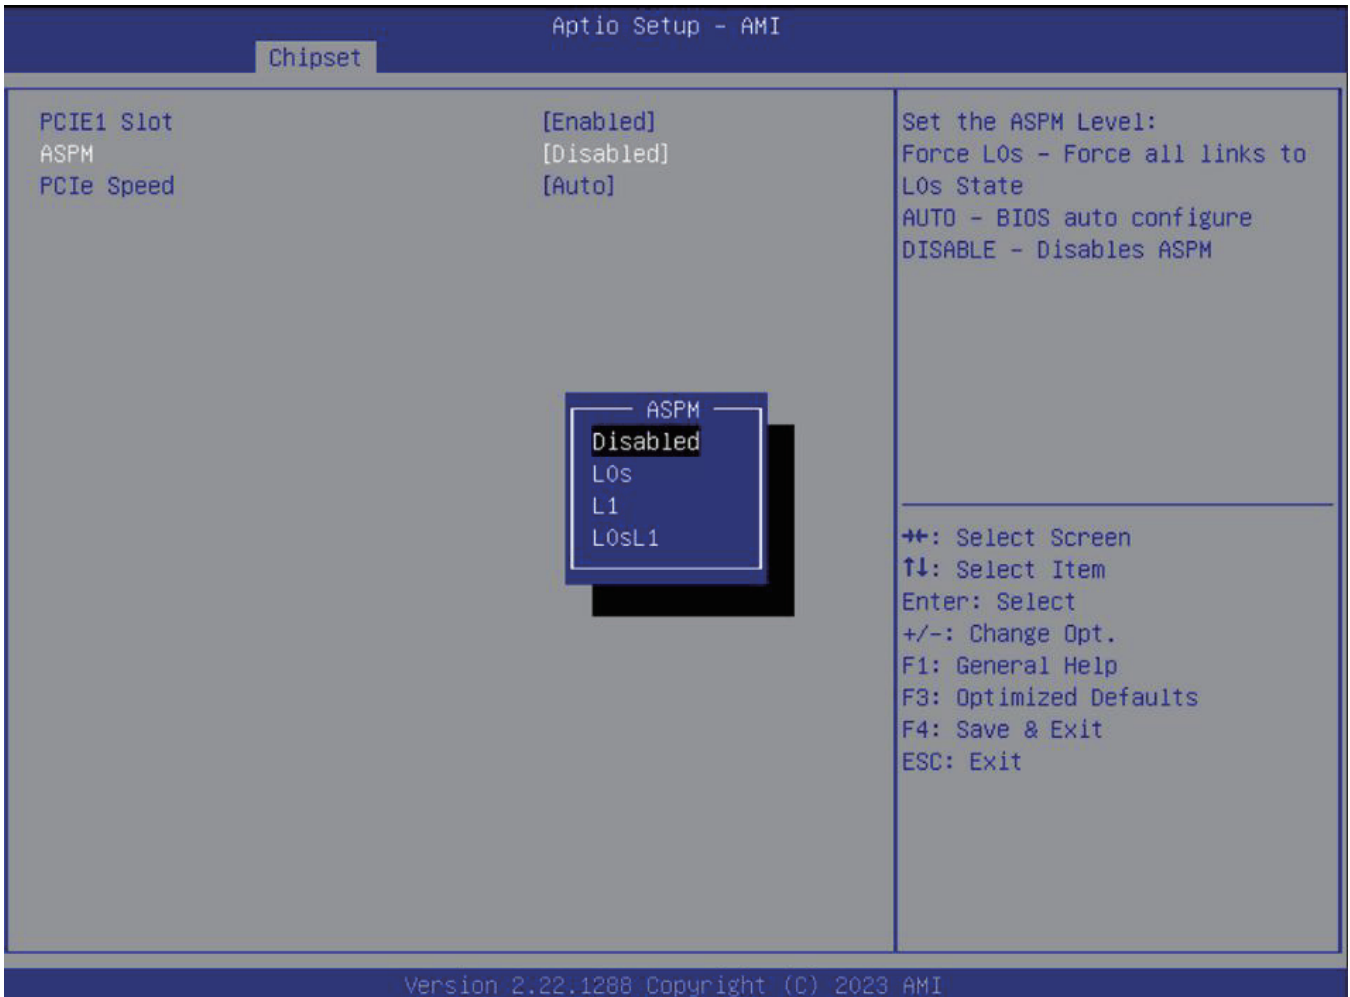 Aptio Setup - AMI
Chipset
PCIE1 Slot [Enabled]
ASPM [Disabled]
PCIe Speed [Auto]
Set the ASPM Level:
Force L0s - Force all links to
L0s State
AUTO - BIOS auto configure
DISABLE - Disables ASPM
ASPM
Disabled
L0s
L1
L0sL1
→←: Select Screen
↑↓: Select Item
Enter: Select
+/-: Change Opt.
F1: General Help
F3: Optimized Defaults
F4: Save & Exit
ESC: Exit
Version 2.22.1288 Copyright (C) 2023 AMI